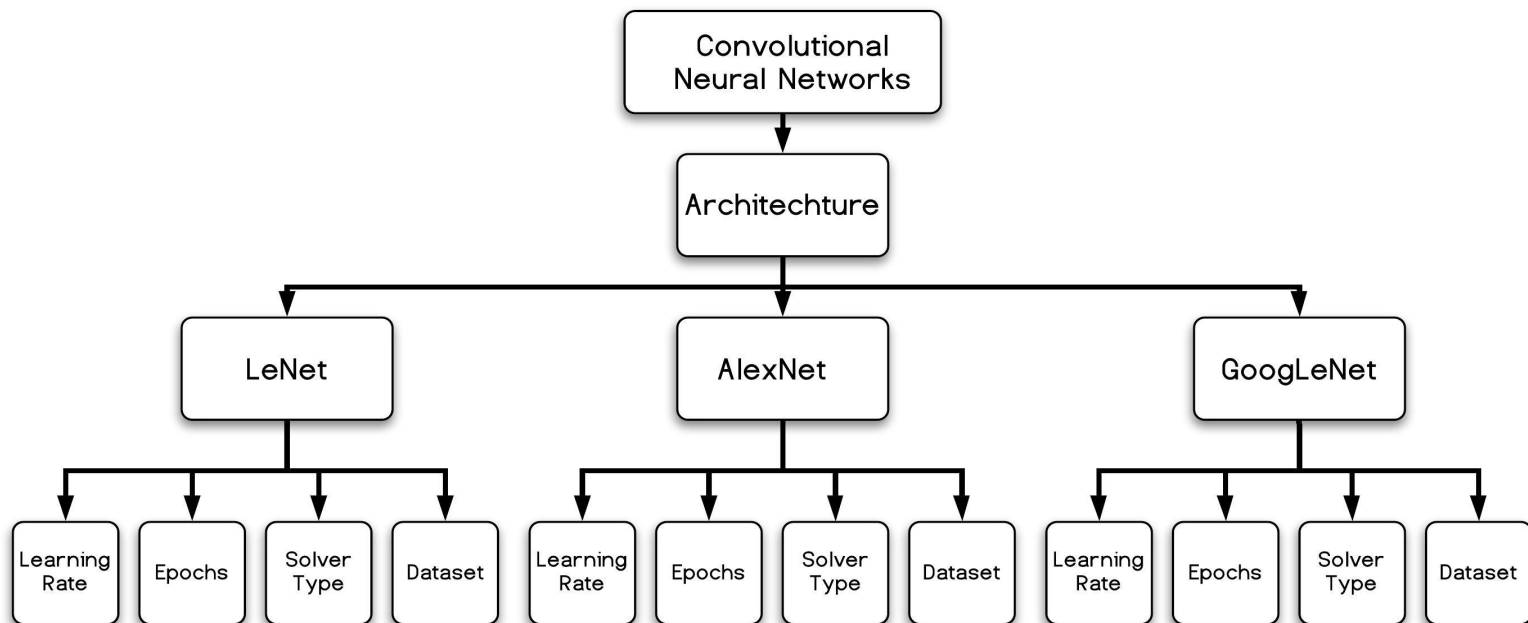 Convolutional
Neural Networks
Architechture
LeNet
AlexNet
GoogLeNet
Learning
Rate
Epochs
Solver
Type
Dataset
Learning
Rate
Epochs
Solver
Type
Dataset
Learning
Rate
Epochs
Solver
Type
Dataset